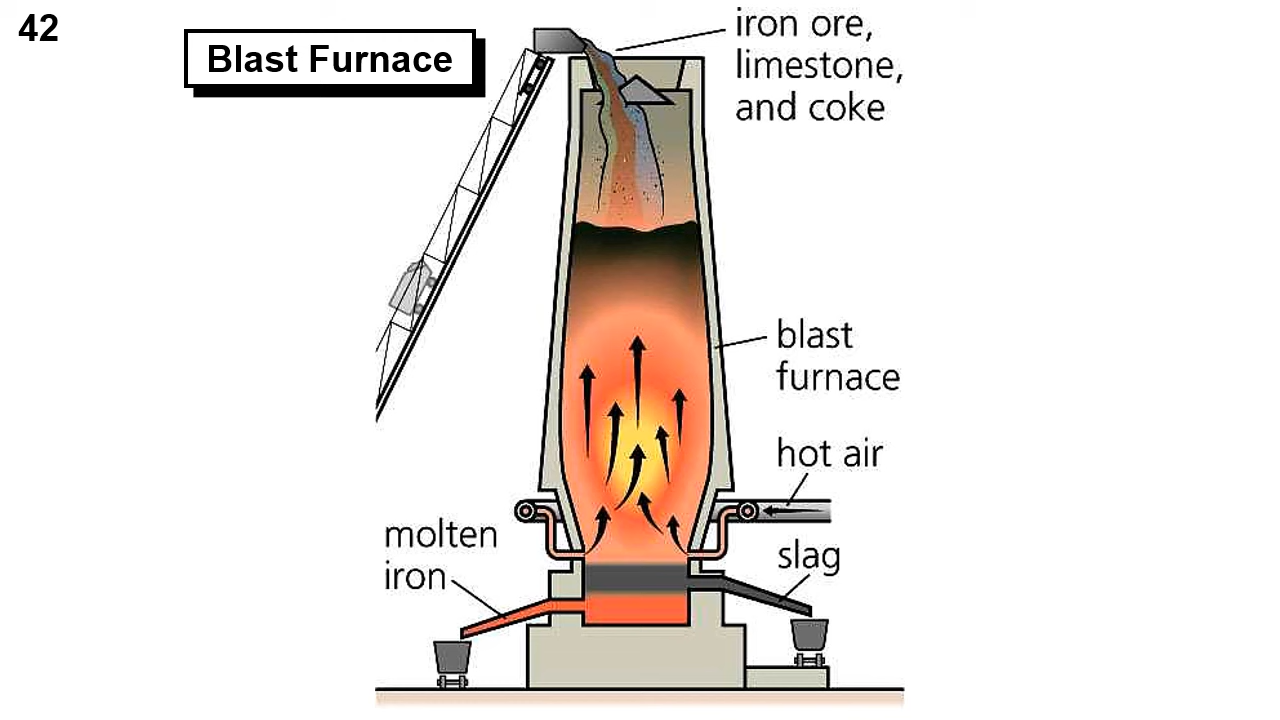 42
Blast Furnace
iron ore,
limestone,
and coke
blast
furnace
hot air
molten
iron
slag